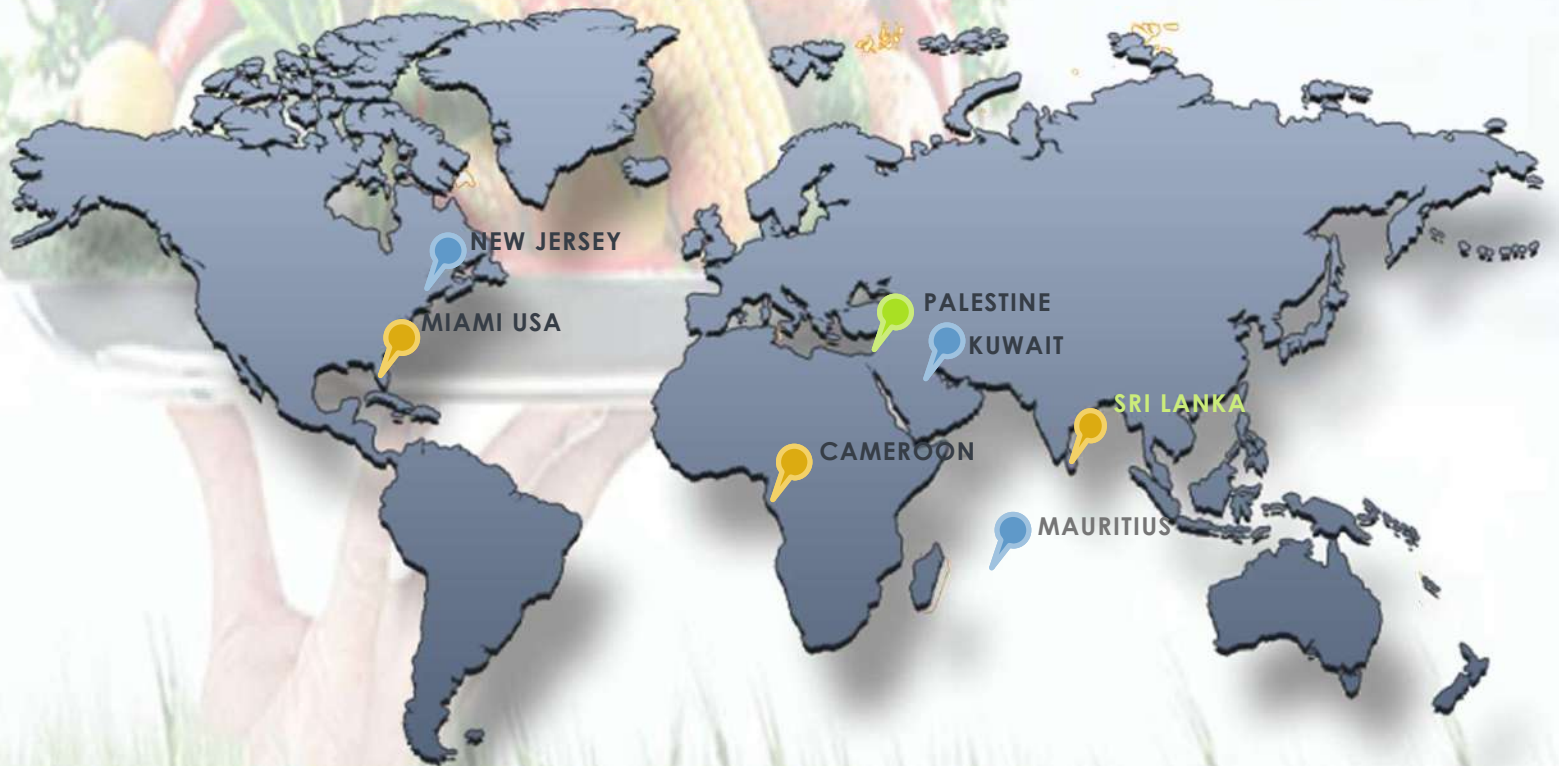 NEW JERSEY
MIAMI USA
PALESTINE
KUWAIT
SRI LANKA
CAMEROON
MAURITIUS